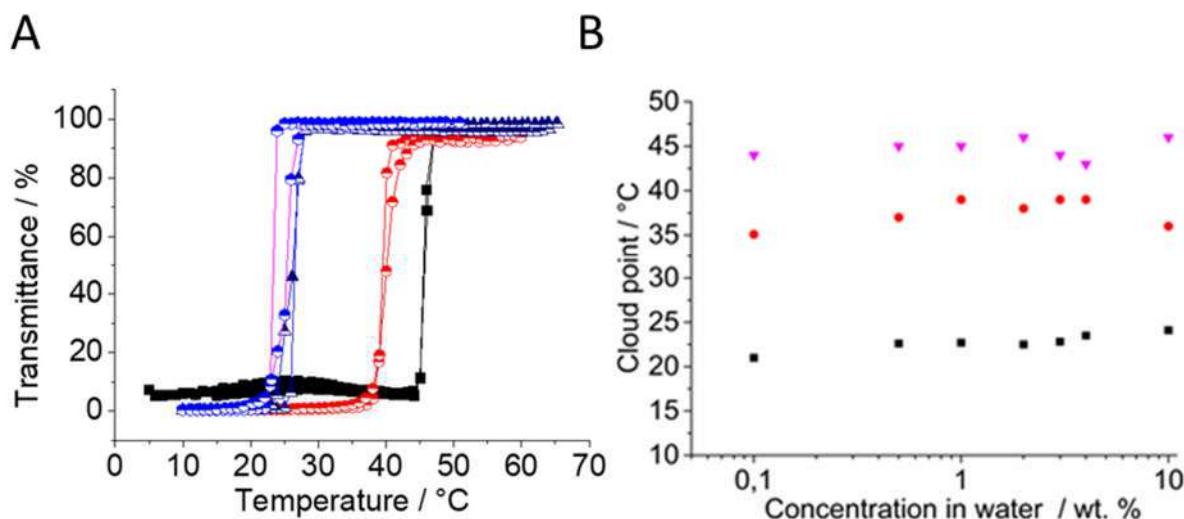 A
Transmittance / %
100
80
60
40
20
0
0 10 20 30 40 50 60 70
Temperature / °C
B
Cloud point / °C
50
45
40
35
30
25
20
15
10
0,1 1 10
Concentration in water / wt. %